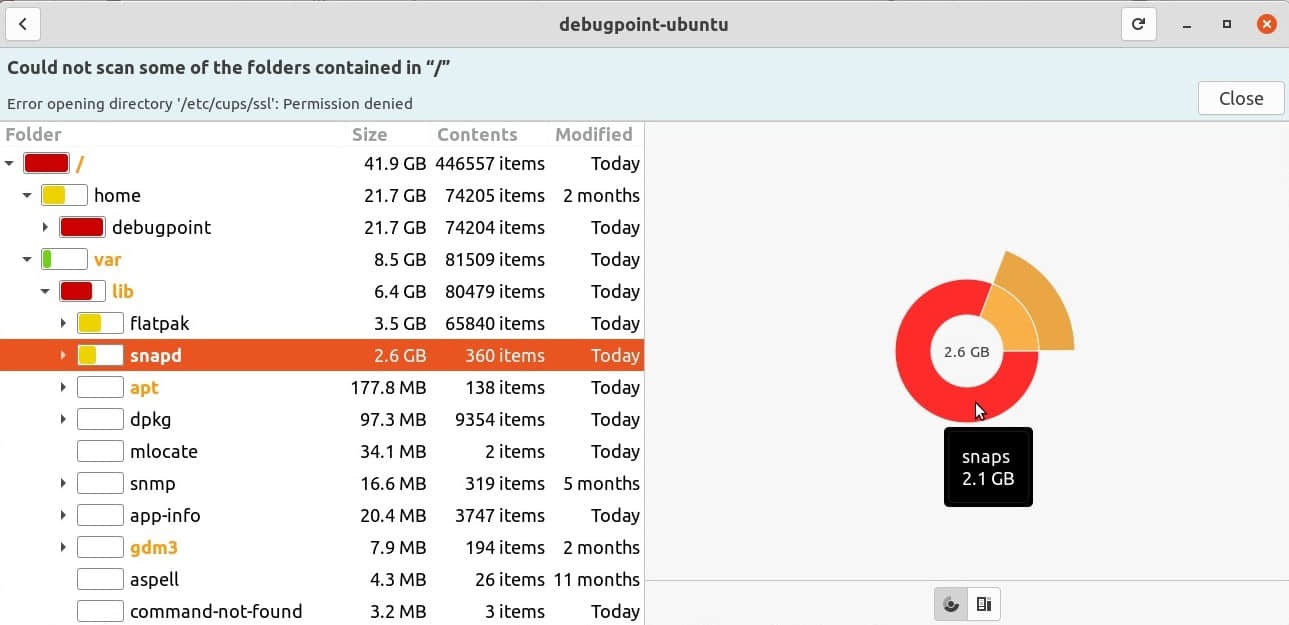 debugpoint-ubuntu
Could not scan some of the folders contained in “/”
Error opening directory '/etc/cups/ssl': Permission denied
Close
Folder Size Contents Modified
/ 41.9 GB 446557 items Today
home 21.7 GB 74205 items 2 months
debugpoint 21.7 GB 74204 items Today
var 8.5 GB 81509 items Today
lib 6.4 GB 80479 items Today
flatpak 3.5 GB 65840 items Today
snapd 2.6 GB 360 items Today
apt 177.8 MB 138 items Today
dpkg 97.3 MB 9354 items Today
mlocate 34.1 MB 2 items Today
snmp 16.6 MB 319 items 5 months
app-info 20.4 MB 3747 items Today
gdm3 7.9 MB 194 items 2 months
aspell 4.3 MB 26 items 11 months
command-not-found 3.2 MB 3 items Today
2.6 GB
snaps
2.1 GB